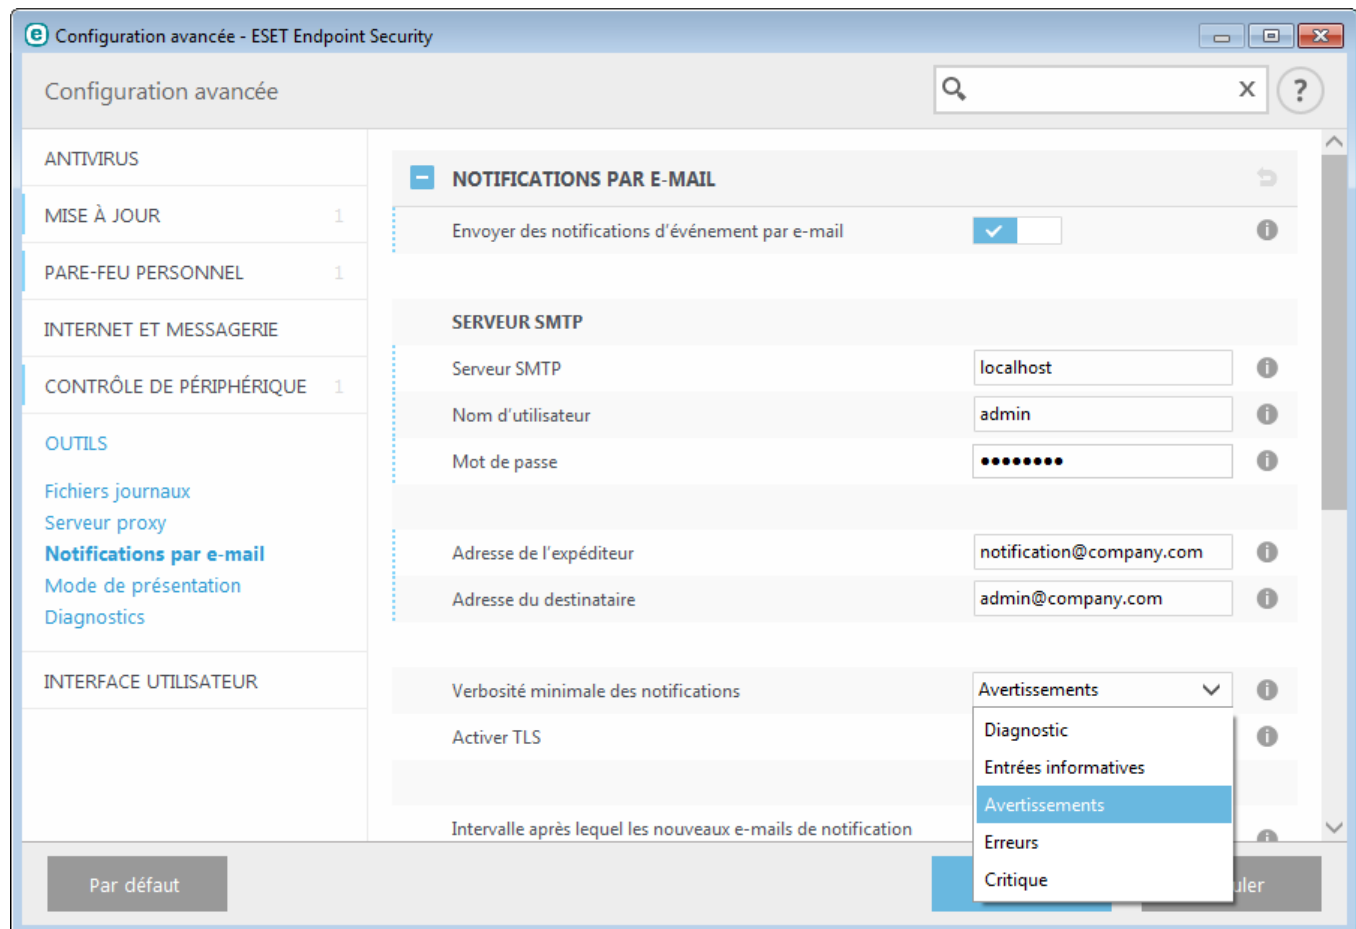 Configuration avancée - ESET Endpoint Security
Configuration avancée
ANTIVIRUS
MISE À JOUR 1
PARE-FEU PERSONNEL 1
INTERNET ET MESSAGERIE
CONTRÔLE DE PÉRIPHÉRIQUE 1
OUTILS
Fichiers journaux
Serveur proxy
Notifications par e-mail
Mode de présentation
Diagnostics
INTERFACE UTILISATEUR
NOTIFICATIONS PAR E-MAIL
Envoyer des notifications d'événement par e-mail
SERVEUR SMTP
Serveur SMTP localhost
Nom d'utilisateur admin
Mot de passe ••••••••
Adresse de l'expéditeur notification@company.com
Adresse du destinataire admin@company.com
Verbosité minimale des notifications Avertissements
Activer TLS
Diagnostic
Entrées informatives
Avertissements
Erreurs
Critique
Intervalle après lequel les nouveaux e-mails de notification
Par défaut
uler